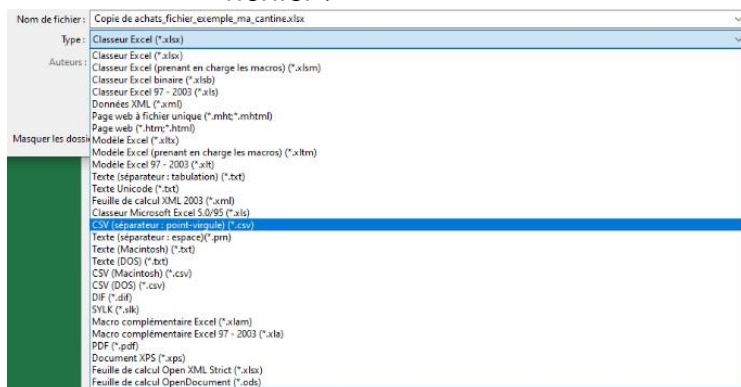 Nom de fichier : Copie de achats_fichier_exemple_ma_cantine.xlsx
Type : Classeur Excel (*.xlsx)
Auteurs :
Classeur Excel (*.xlsx)
Classeur Excel (prenant en charge les macros) (*.xlsm)
Classeur Excel binaire (*.xlsb)
Classeur Excel 97 - 2003 (*.xls)
Données XML (*.xml)
Page web à fichier unique (*.mht;*.mhtml)
Page web (*.htm;*.html)
Masquer les dossi
Modèle Excel (*.xltx)
Modèle Excel (prenant en charge les macros) (*.xltm)
Modèle Excel 97 - 2003 (*.xlt)
Texte (séparateur : tabulation) (*.txt)
Texte Unicode (*.txt)
Feuille de calcul XML 2003 (*.xml)
Classeur Microsoft Excel 5.0/95 (*.xls)
CSV (séparateur : point-virgule) (*.csv)
Texte (séparateur : espace)(*.prn)
Texte (Macintosh) (*.txt)
Texte (DOS) (*.txt)
CSV (Macintosh) (*.csv)
CSV (DOS) (*.csv)
DIF (*.dif)
SYLK (*.slk)
Macro complémentaire Excel (*.xlam)
Macro complémentaire Excel 97 - 2003 (*.xla)
PDF (*.pdf)
Document XPS (*.xps)
Feuille de calcul Open XML Strict (*.xlsx)
Feuille de calcul OpenDocument (*.ods)